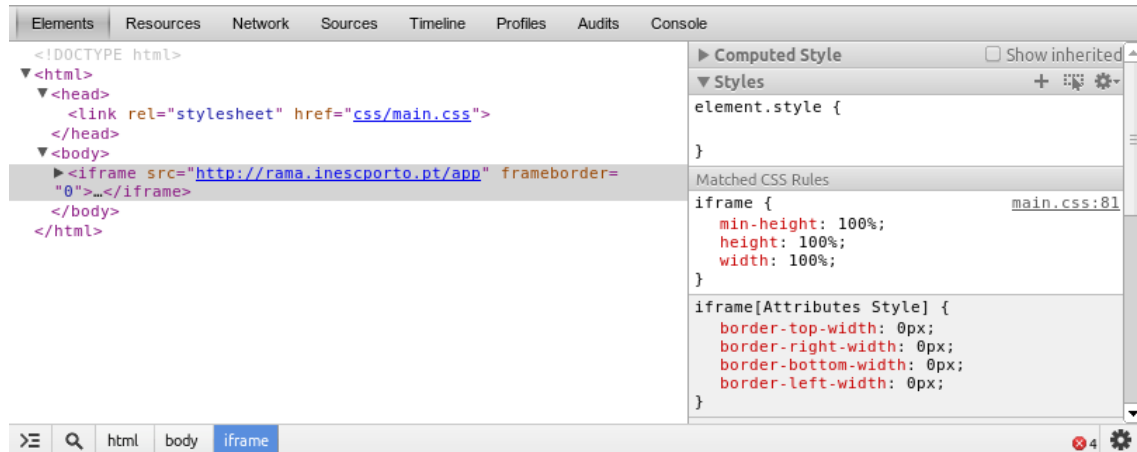 Elements Resources Network Sources Timeline Profiles Audits Console
<!DOCTYPE html>
▼<html>
▼<head>
<link rel="stylesheet" href="css/main.css">
</head>
▼<body>
▶<iframe src="http://rama.inescporto.pt/app" frameborder=
"0">…</iframe>
</body>
</html>
▶ Computed Style Show inherited
▼ Styles
element.style {
}
Matched CSS Rules
iframe { main.css:81
min-height: 100%;
height: 100%;
width: 100%;
}
iframe[Attributes Style] {
border-top-width: 0px;
border-right-width: 0px;
border-bottom-width: 0px;
border-left-width: 0px;
}
html body iframe 4